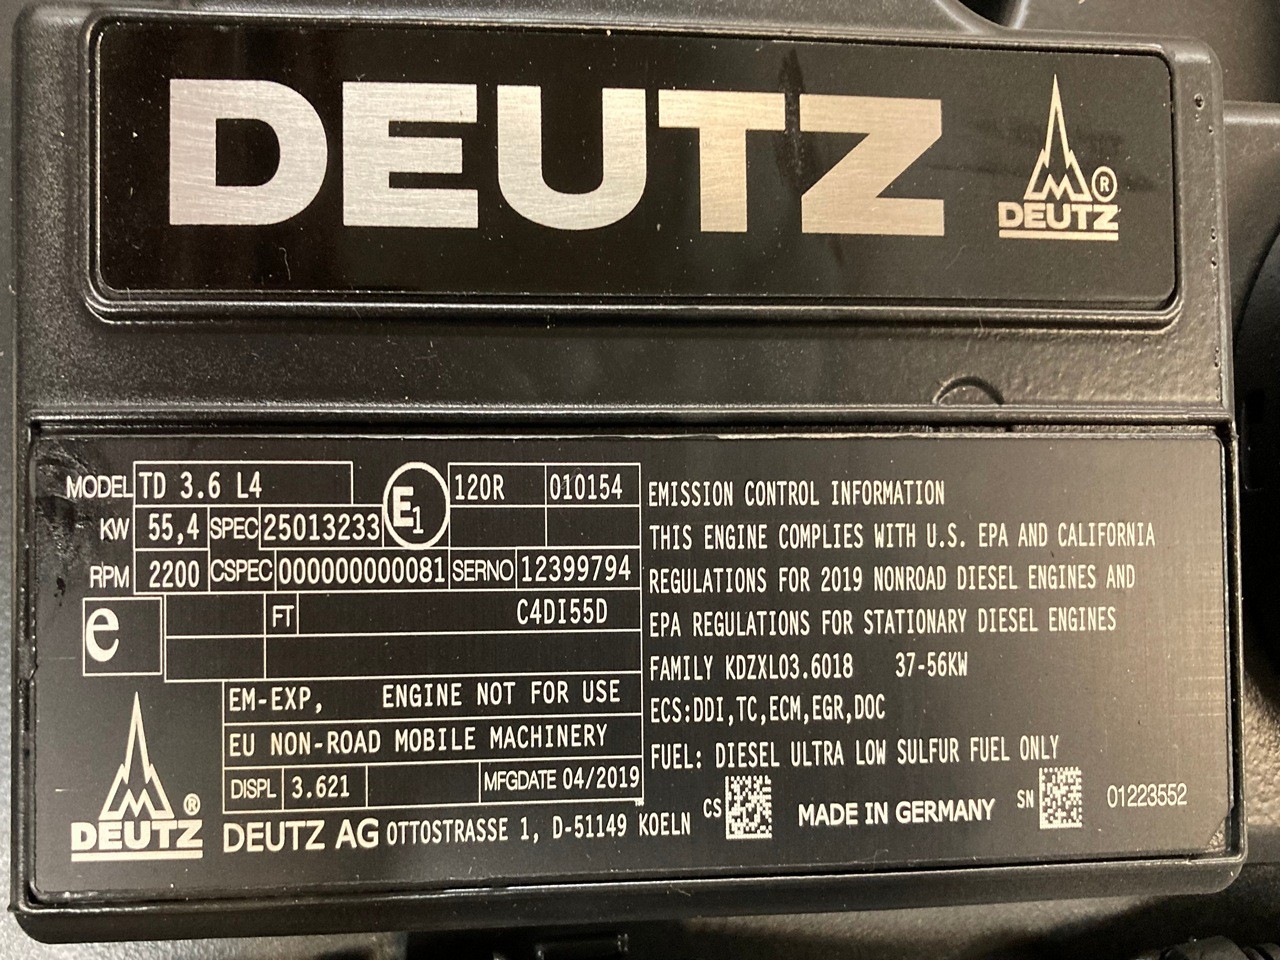 DEUTZ
DEUTZ ®
MODEL TD 3.6 L4 E1 120R 010154
KW 55,4 SPEC 25013233
RPM 2200 CSPEC 000000000081 SERNO 12399794
e FT C4DI55D
EM-EXP, ENGINE NOT FOR USE
EU NON-ROAD MOBILE MACHINERY
DISPL 3.621 MFGDATE 04/2019
DEUTZ ®
DEUTZ AG OTTOSTRASSE 1, D-51149 KOELN
EMISSION CONTROL INFORMATION
THIS ENGINE COMPLIES WITH U.S. EPA AND CALIFORNIA
REGULATIONS FOR 2019 NONROAD DIESEL ENGINES AND
EPA REGULATIONS FOR STATIONARY DIESEL ENGINES
FAMILY KDZXL03.6018 37-56KW
ECS:DDI,TC,ECM,EGR,DOC
FUEL: DIESEL ULTRA LOW SULFUR FUEL ONLY
CS MADE IN GERMANY SN 01223552